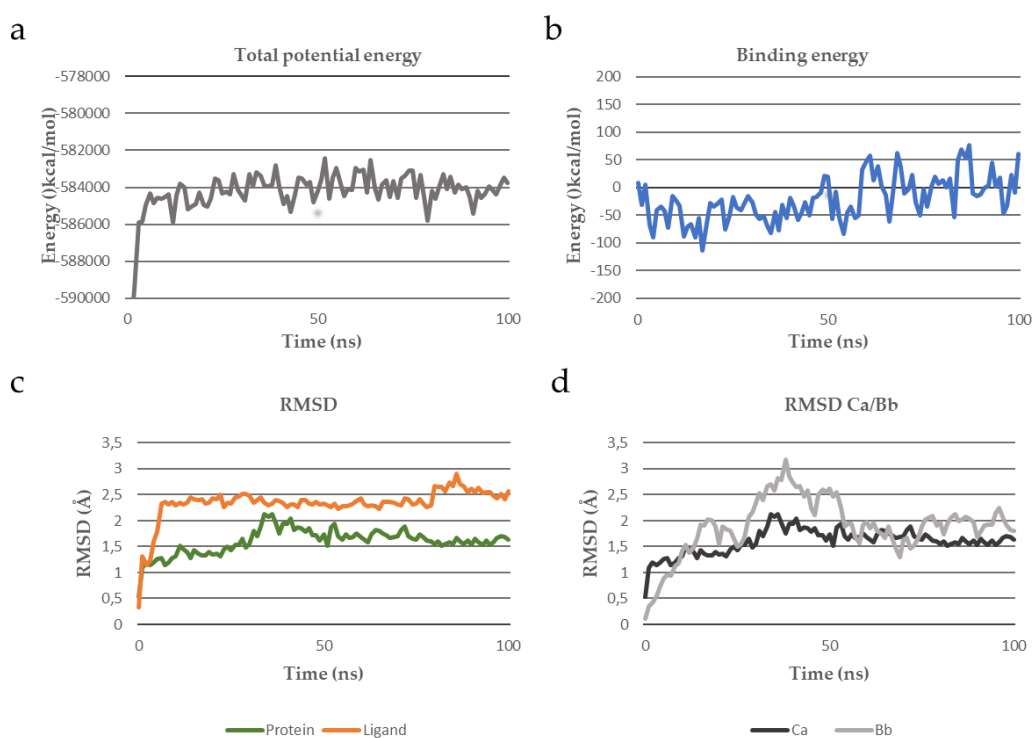 a
Total potential energy
-578000
-580000
-582000
-584000
-586000
-588000
-590000
Energy ()kcal/mol)
0 50 100
Time (ns)
b
Binding energy
200
150
100
50
0
-50
-100
-150
-200
Energy ()kcal/mol)
0 50 100
Time (ns)
c
RMSD
3,5
3
2,5
2
1,5
1
0,5
0
RMSD (Å)
0 50 100
Time (ns)
Protein Ligand
d
RMSD Ca/Bb
3,5
3
2,5
2
1,5
1
0,5
0
RMSD (Å)
0 50 100
Time (ns)
Ca Bb